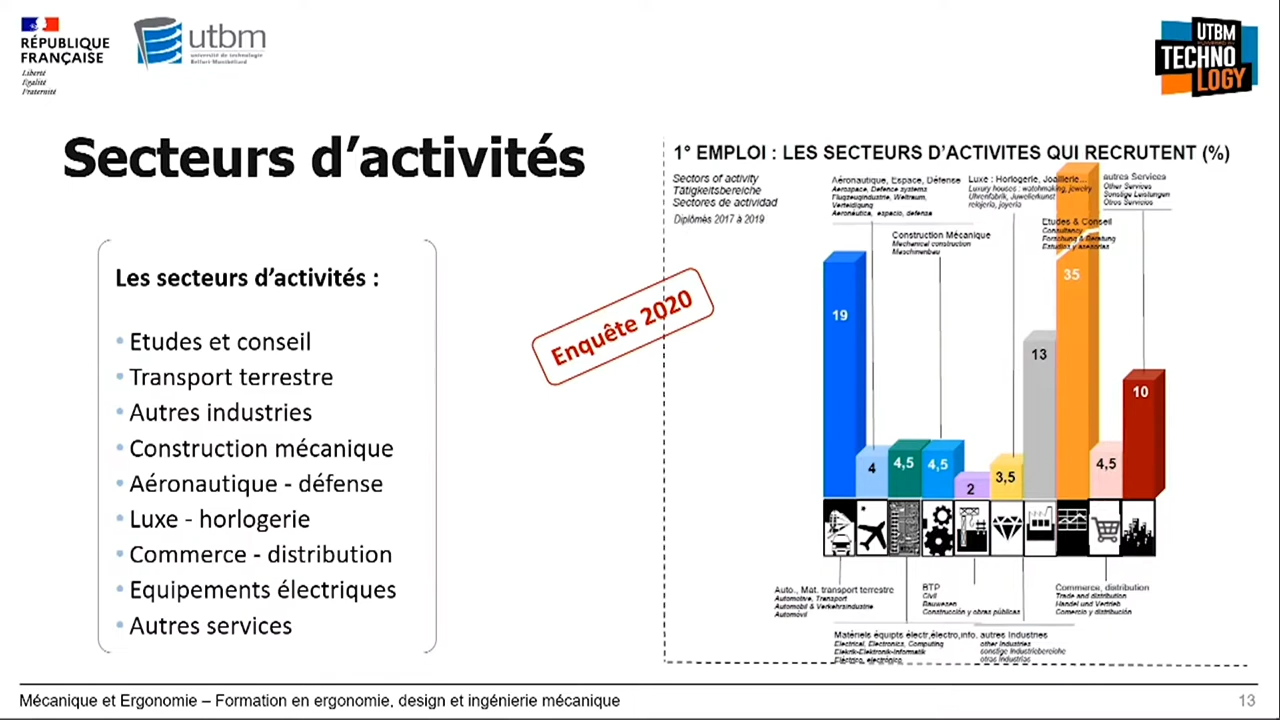 RÉPUBLIQUE
FRANÇAISE
Liberté
Égalité
Fraternité
utbm
université de technologie
Belfort-Montbéliard
UTBM
TECHNO
LOGY
Secteurs d’activités
Les secteurs d’activités :
• Etudes et conseil
• Transport terrestre
• Autres industries
• Construction mécanique
• Aéronautique - défense
• Luxe - horlogerie
• Commerce - distribution
• Equipements électriques
• Autres services
Enquête 2020
1° EMPLOI : LES SECTEURS D’ACTIVITES QUI RECRUTENT (%)
Sectors of activity
Tätigkeitsbereiche
Sectores de actividad
Diplômés 2017 à 2019
Aéronautique, Espace, Défense
Aerospace, Defence systems
Flugzeugindustrie, Weltraum,
Verteidigung
Aeronáutica, espacio, defensa
Luxe : Horlogerie, Joaillerie...
Luxury houses : watchmaking, jewelry
Uhrenfabrik, Juwelierkunst
relojería, joyería
autres Services
Other Services
Sonstige Leistungen
Otros Servicios
Construction Mécanique
Mechanical construction
Maschinenbau
Etudes & Conseil
Consultancy
Forschung & Beratung
Estudios y asesorías
19
4
4,5
4,5
2
3,5
13
35
4,5
10
Auto., Mat. transport terrestre
Automotive, Transport
Automobil & Verkehrsindustrie
Automóvil
BTP
Civil
Bauwesen
Construcción y obras públicas
Commerce, distribution
Trade and distribution
Handel und Vertrieb
Comercio y distribución
Matériels équipts électr,électro,info.
Electrical, Electronics, Computing
Elekrik-Elektronik-Informatik
Eléctrico, electrónico
autres Industries
other Industries
sonstige Industriebereiche
otras industrias
Mécanique et Ergonomie – Formation en ergonomie, design et ingénierie mécanique
13